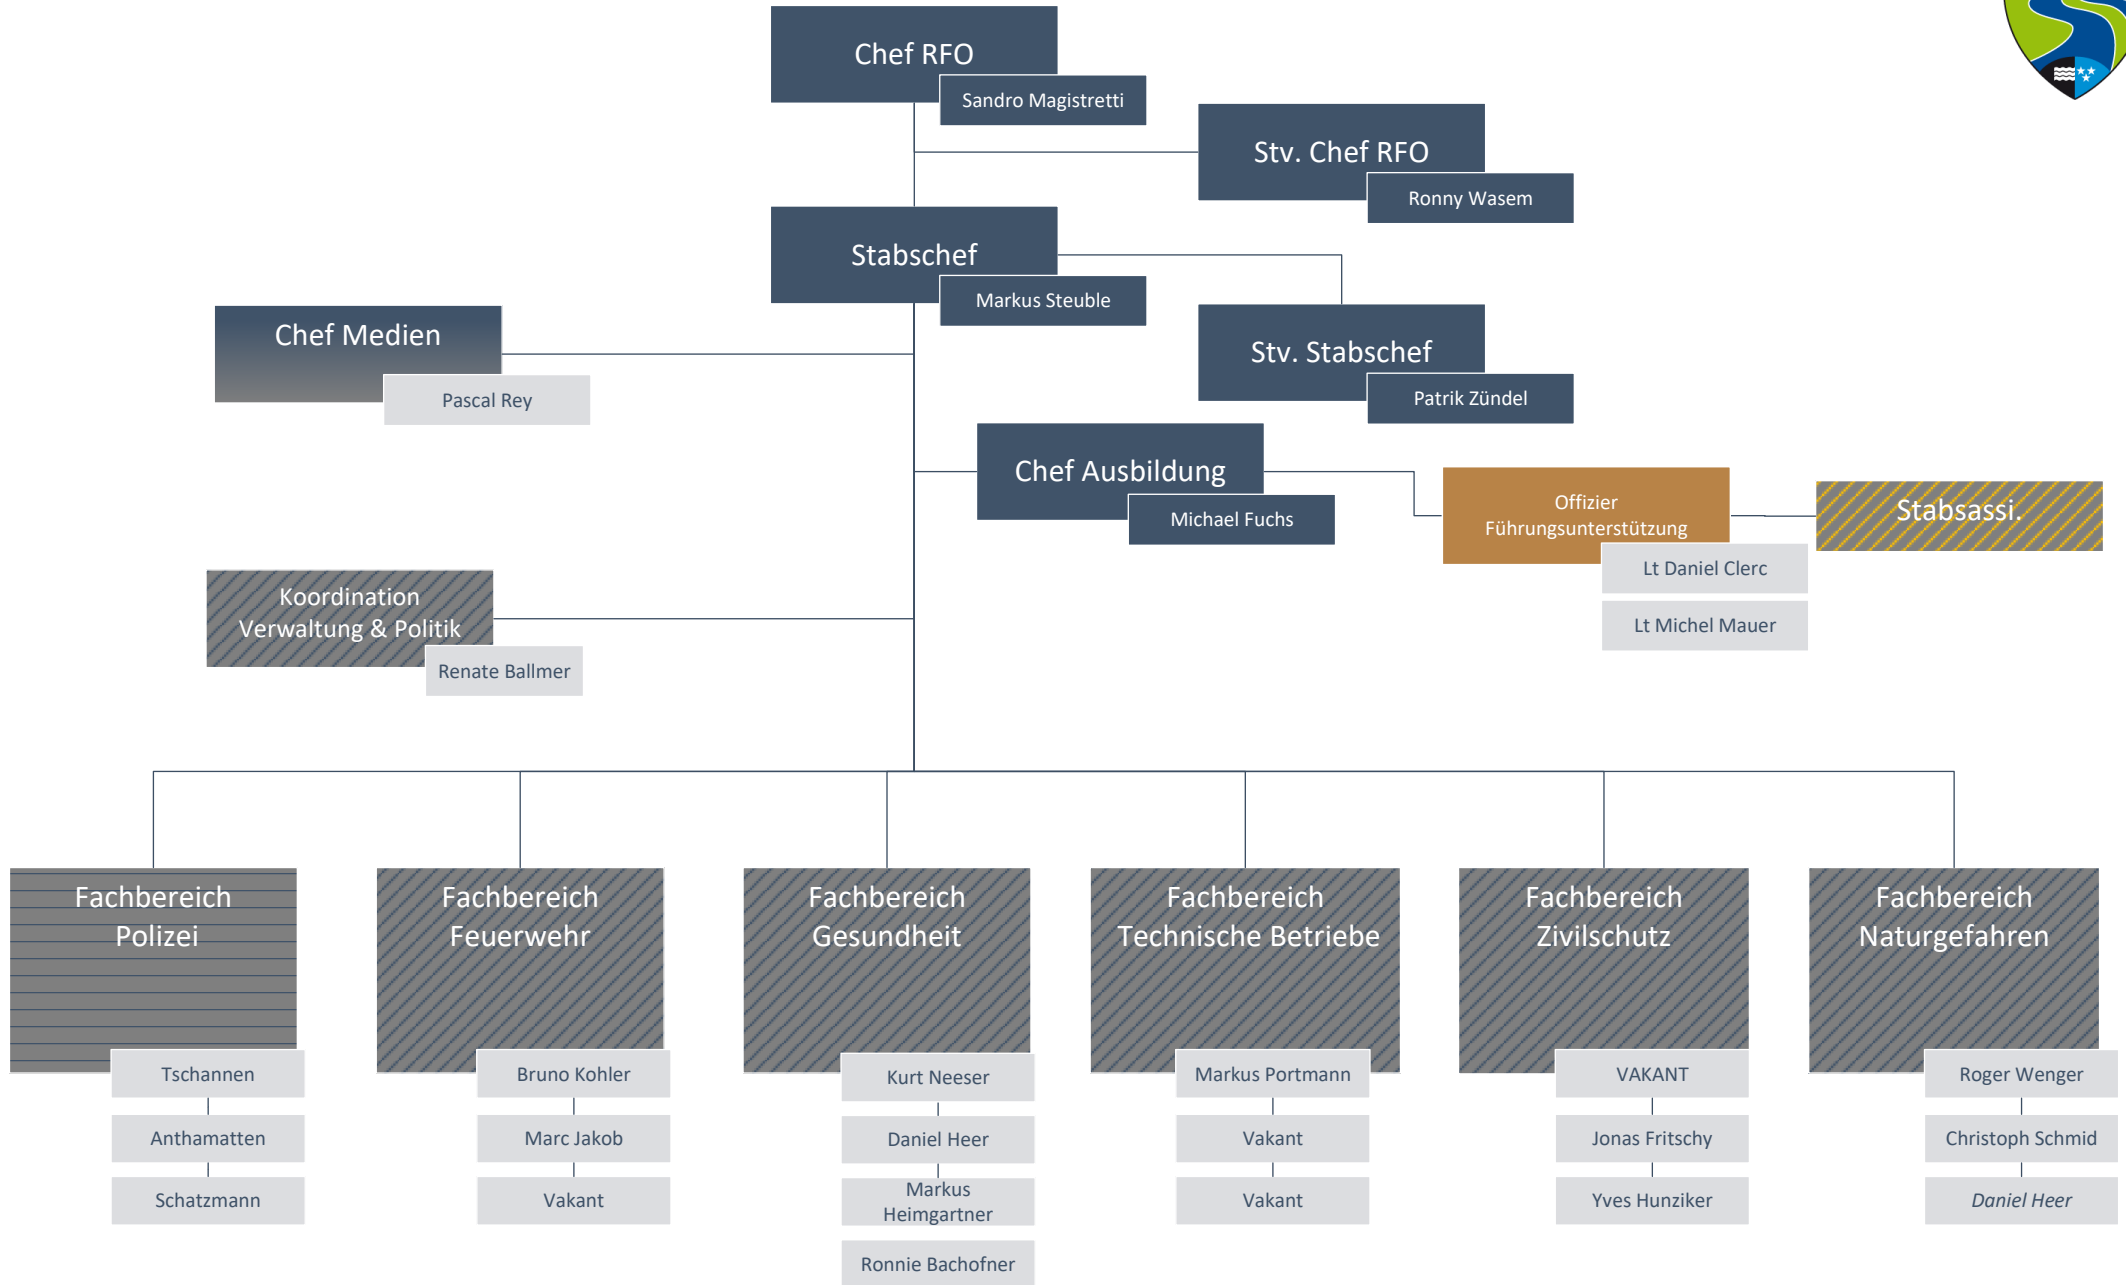 Chef RFO
Sandro Magistretti
Stv. Chef RFO
Ronny Wasem
Stabschef
Markus Steuble
Chef Medien
Pascal Rey
Stv. Stabschef
Patrik Zündel
Chef Ausbildung
Michael Fuchs
Offizier
Führungsunterstützung
Lt Daniel Clerc
Lt Michel Mauer
Stabsassi.
Koordination
Verwaltung & Politik
Renate Ballmer
Fachbereich
Polizei
Tschannen
Anthamatten
Schatzmann
Fachbereich
Feuerwehr
Bruno Kohler
Marc Jakob
Vakant
Fachbereich
Gesundheit
Kurt Neeser
Daniel Heer
Markus
Heimgartner
Ronnie Bachofner
Fachbereich
Technische Betriebe
Markus Portmann
Vakant
Vakant
Fachbereich
Zivilschutz
VAKANT
Jonas Fritschy
Yves Hunziker
Fachbereich
Naturgefahren
Roger Wenger
Christoph Schmid
Daniel Heer